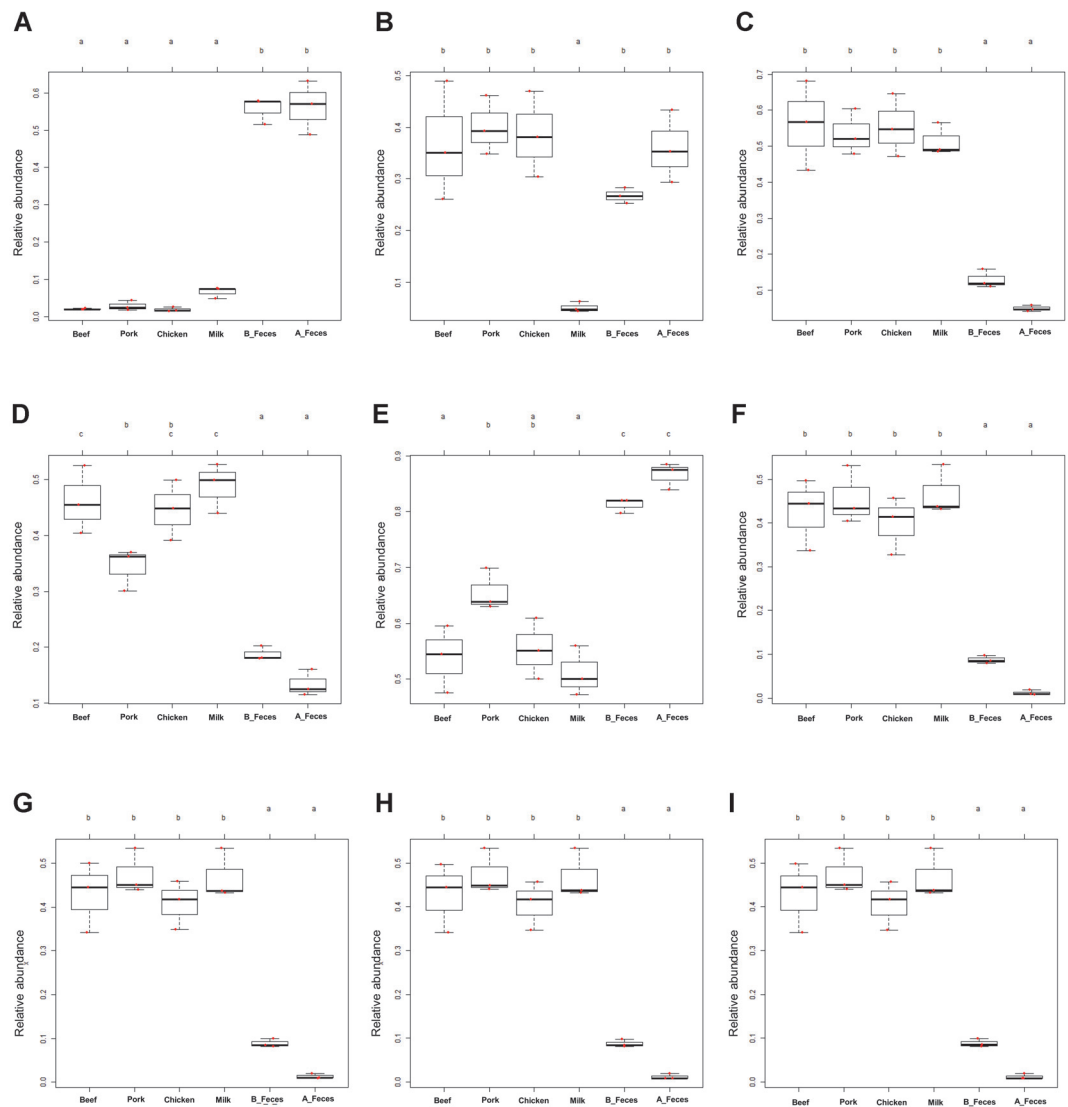 A
a a a a b b
Relative abundance
0.6
0.5
0.4
0.3
0.2
0.1
0.0
Beef Pork Chicken Milk B_Feces A_Feces
B
b b b a b b
Relative abundance
0.5
0.4
0.3
0.2
0.1
Beef Pork Chicken Milk B_Feces A_Feces
C
b b b b a a
Relative abundance
0.7
0.6
0.5
0.4
0.3
0.2
0.1
Beef Pork Chicken Milk B_Feces A_Feces
D
a a
b b
c c c
Relative abundance
0.5
0.4
0.3
0.2
0.1
Beef Pork Chicken Milk B_Feces A_Feces
E
a a a
b b
c c
Relative abundance
0.9
0.8
0.7
0.6
0.5
Beef Pork Chicken Milk B_Feces A_Feces
F
b b b b a a
Relative abundance
0.5
0.4
0.3
0.2
0.1
0.0
Beef Pork Chicken Milk B_Feces A_Feces
G
b b b b a a
Relative abundance
0.5
0.4
0.3
0.2
0.1
0.0
Beef Pork Chicken Milk B_Feces A_Feces
H
b b b b a a
Relative abundance
0.5
0.4
0.3
0.2
0.1
0.0
Beef Pork Chicken Milk B_Feces A_Feces
I
b b b b a a
Relative abundance
0.5
0.4
0.3
0.2
0.1
0.0
Beef Pork Chicken Milk B_Feces A_Feces